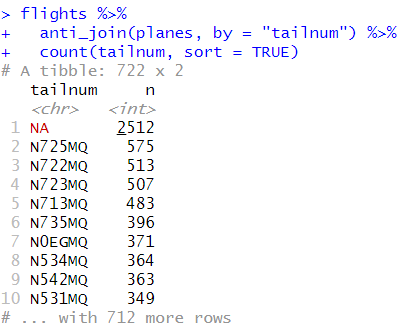 > flights %>%
+   anti_join(planes, by = "tailnum") %>%
+   count(tailnum, sort = TRUE)
# A tibble: 722 x 2
   tailnum     n
   <chr>   <int>
 1 NA       2512
 2 N725MQ    575
 3 N722MQ    513
 4 N723MQ    507
 5 N713MQ    483
 6 N735MQ    396
 7 N0EGMQ    371
 8 N534MQ    364
 9 N542MQ    363
10 N531MQ    349
# ... with 712 more rows